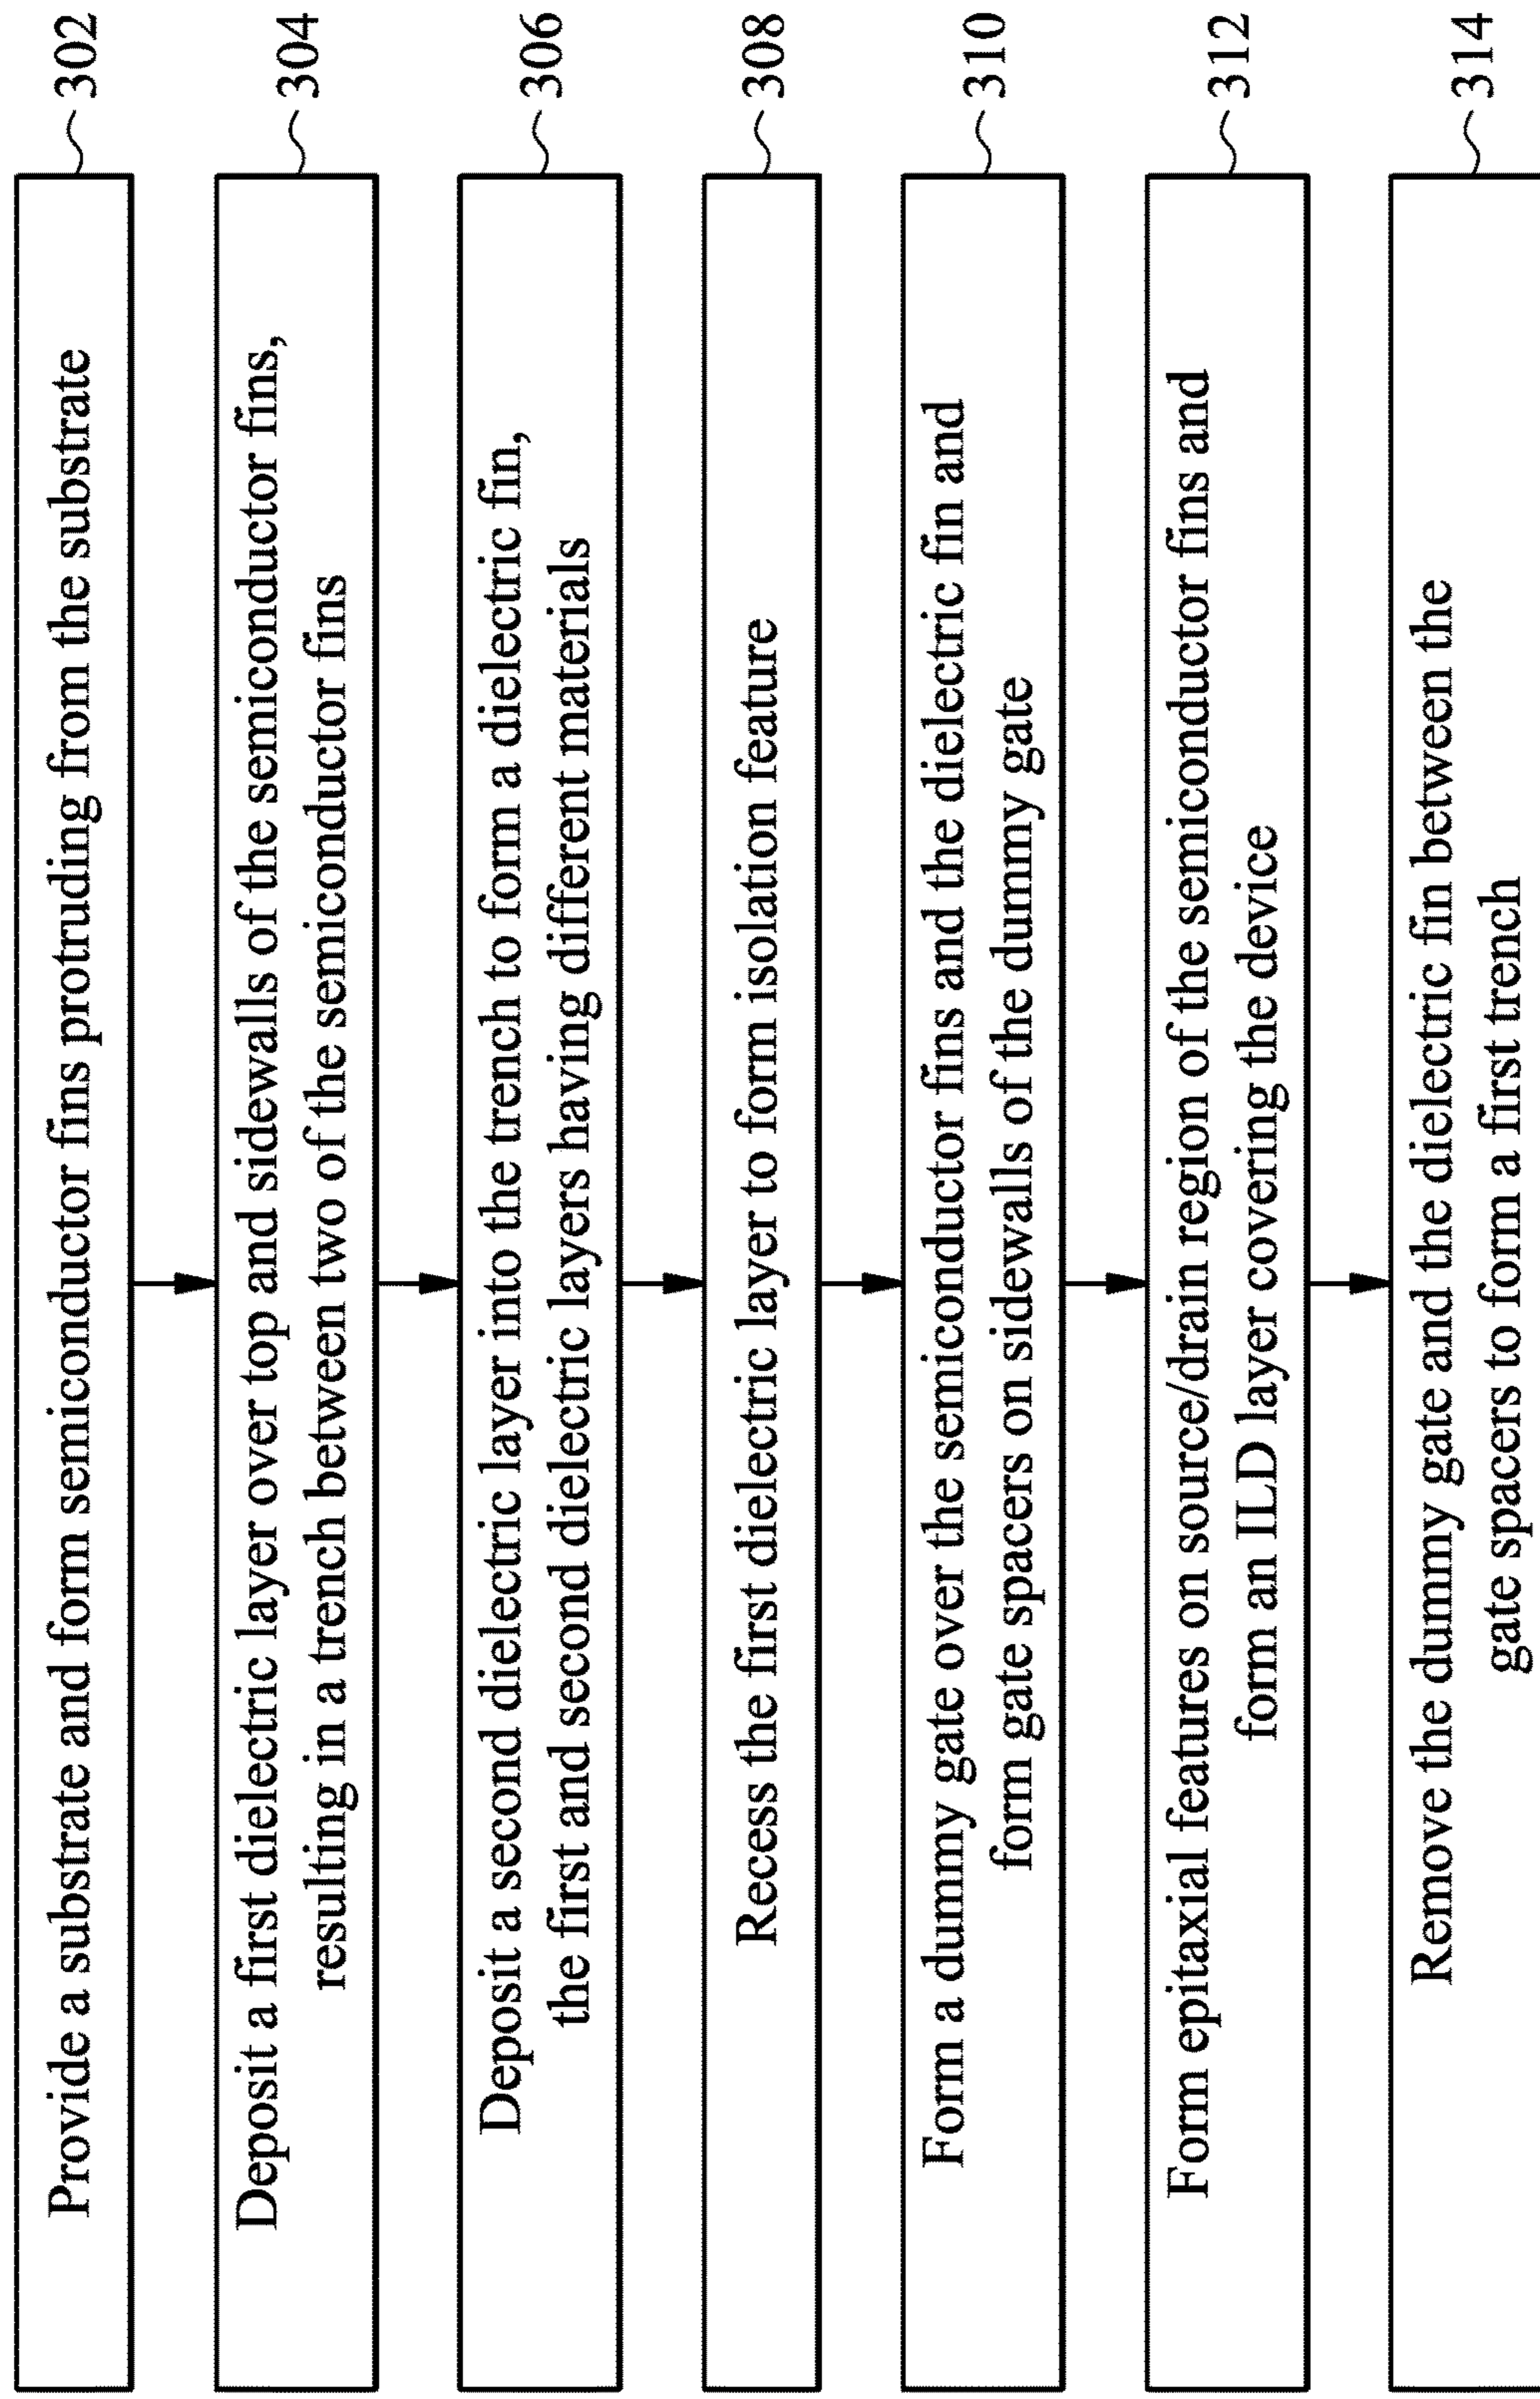 Provide a substrate and form semiconductor fins protruding from the substrate
302
Deposit a first dielectric layer over top and sidewalls of the semiconductor fins,
resulting in a trench between two of the semiconductor fins
304
Deposit a second dielectric layer into the trench to form a dielectric fin,
the first and second dielectric layers having different materials
306
Recess the first dielectric layer to form isolation feature
308
Form a dummy gate over the semiconductor fins and the dielectric fin and
form gate spacers on sidewalls of the dummy gate
310
Form epitaxial features on source/drain region of the semiconductor fins and
form an ILD layer covering the device
312
Remove the dummy gate and the dielectric fin between the
gate spacers to form a first trench
314